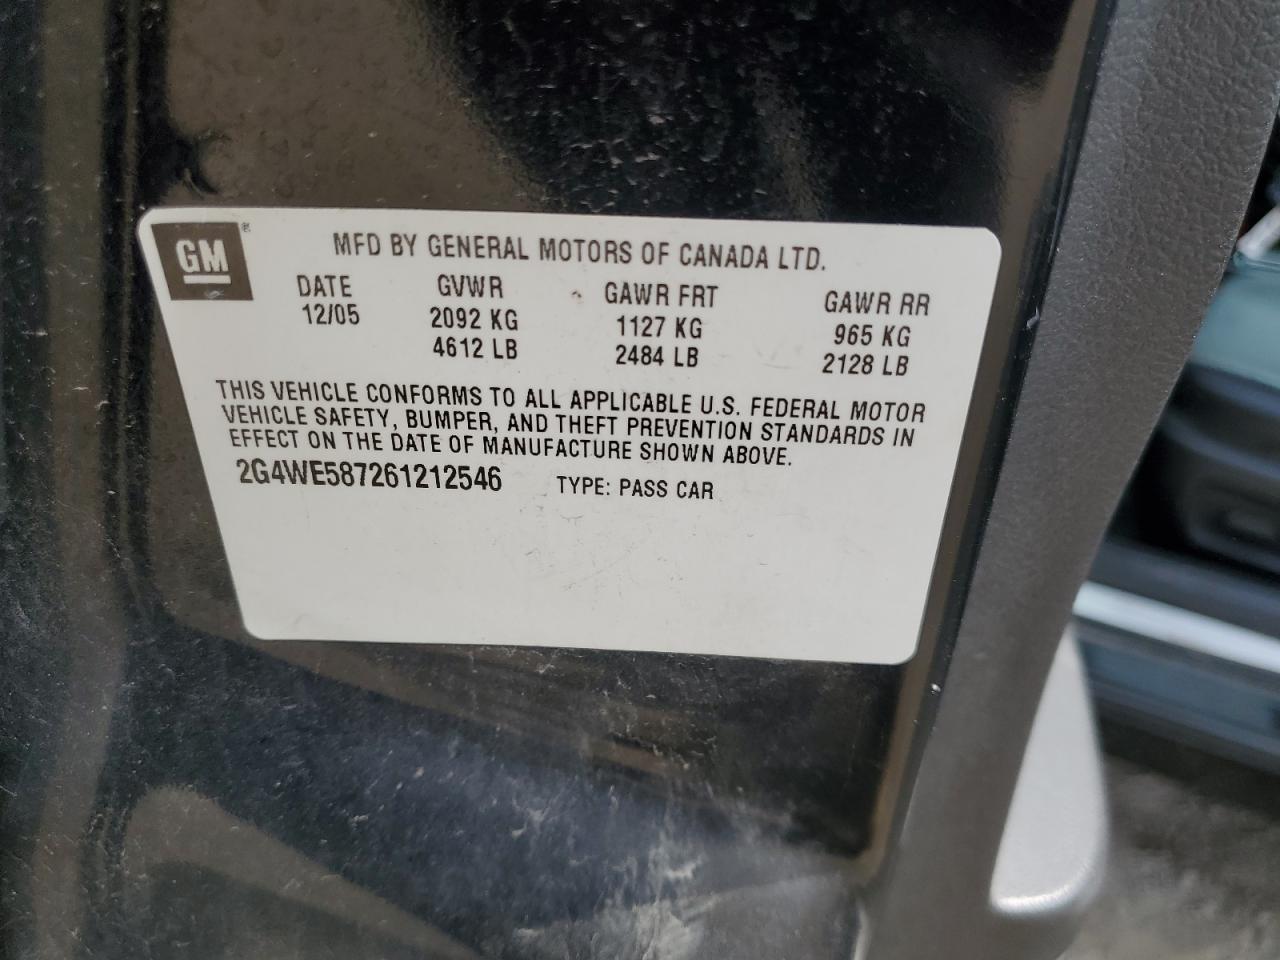 GM®
MFD BY GENERAL MOTORS OF CANADA LTD.
DATE GVWR GAWR FRT GAWR RR
12/05 2092 KG 1127 KG 965 KG
4612 LB 2484 LB 2128 LB
THIS VEHICLE CONFORMS TO ALL APPLICABLE U.S. FEDERAL MOTOR
VEHICLE SAFETY, BUMPER, AND THEFT PREVENTION STANDARDS IN
EFFECT ON THE DATE OF MANUFACTURE SHOWN ABOVE.
2G4WE587261212546 TYPE: PASS CAR